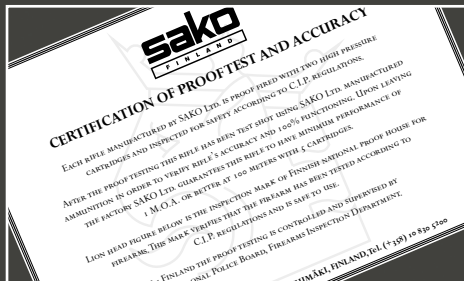 sako
FINLAND
CERTIFICATION OF PROOF TEST AND ACCURACY
EACH RIFLE MANUFACTURED BY SAKO LTD. IS PROOF FIRED WITH TWO HIGH PRESSURE
CARTRIDGES AND INSPECTED FOR SAFETY ACCORDING TO C.I.P. REGULATIONS.
AFTER THE PROOF TESTING THIS RIFLE HAS BEEN TEST SHOT USING SAKO LTD. MANUFACTURED
AMMUNITION IN ORDER TO VERIFY RIFLE'S ACCURACY AND 100% FUNCTIONING. UPON LEAVING
THE FACTORY SAKO LTD. GUARANTEES THIS RIFLE TO HAVE MINIMUM PERFORMANCE OF
1 M.O.A. OR BETTER AT 100 METERS WITH 5 CARTRIDGES.
LION HEAD FIGURE BELOW IS THE INSPECTION MARK OF FINNISH NATIONAL PROOF HOUSE FOR
FIREARMS. THIS MARK VERIFIES THAT THE FIREARM HAS BEEN TESTED ACCORDING TO
C.I.P. REGULATIONS AND IS SAFE TO USE.
FINLAND THE PROOF TESTING IS CONTROLLED AND SUPERVISED BY
NATIONAL POLICE BOARD, FIREARMS INSPECTION DEPARTMENT.
FINLAND, TEL. (+358) 10 830 5200